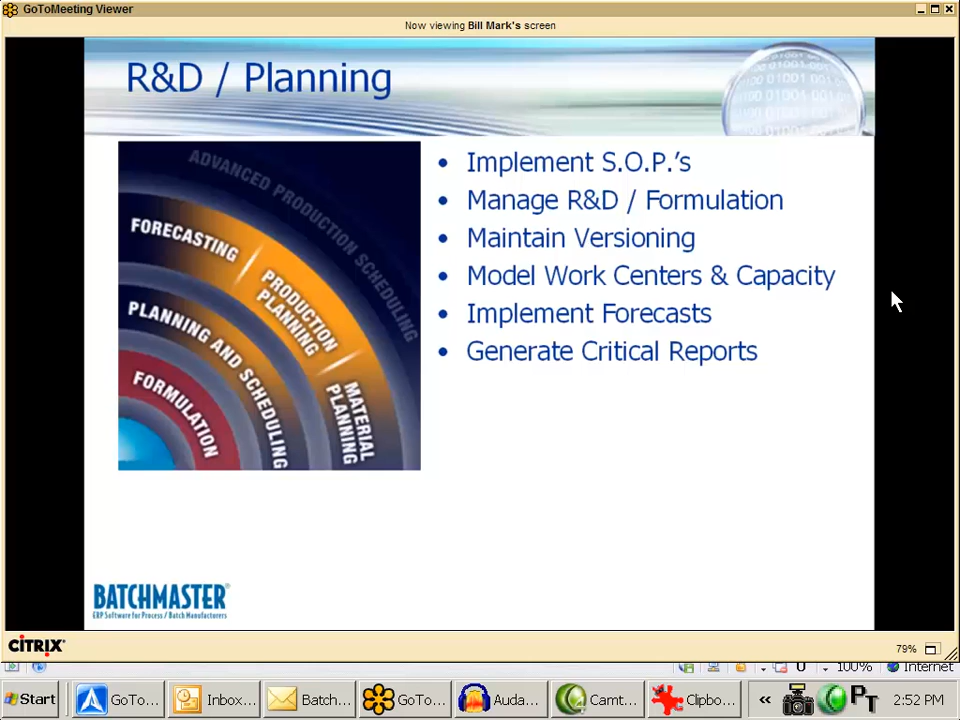 GoToMeeting Viewer
Now viewing Bill Mark's screen
R&D / Planning
ADVANCED PRODUCTION SCHEDULING
FORECASTING
PRODUCTION PLANNING
MATERIAL PLANNING
PLANNING AND SCHEDULING
FORMULATION
• Implement S.O.P.'s
• Manage R&D / Formulation
• Maintain Versioning
• Model Work Centers & Capacity
• Implement Forecasts
• Generate Critical Reports
BATCHMASTER
ERP Software for Process / Batch Manufacturers
CITRIX
79%
U 100% Internet
Start GoTo... Inbox... Batch... GoTo... Auda... Camt... Clipbo... « PT 2:52 PM